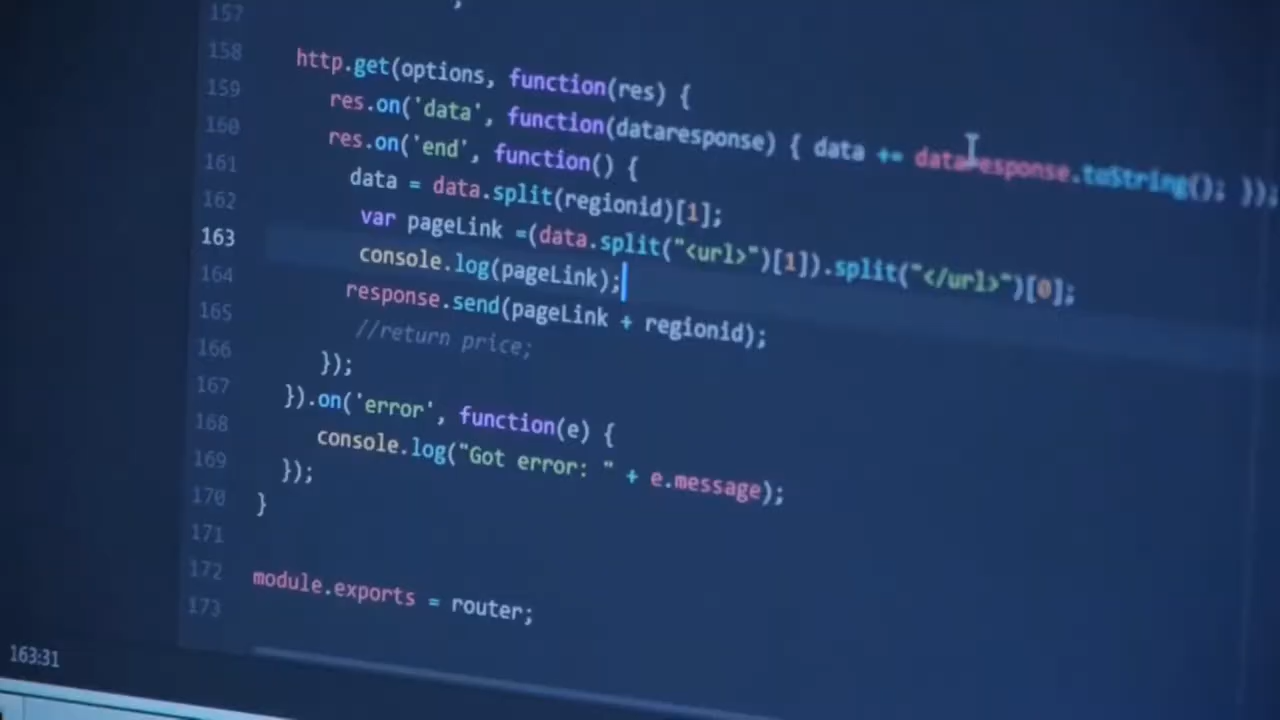 157
158 http.get(options, function(res) {
159 res.on('data', function(dataresponse) { data += dataresponse.toString(); });
160 res.on('end', function() {
161 data = data.split(regionid)[1];
162 var pageLink =(data.split("<url>")[1]).split("</url>")[0];
163 console.log(pageLink);
164 response.send(pageLink + regionid);
165 //return price;
166 });
167 }).on('error', function(e) {
168 console.log("Got error: " + e.message);
169 });
170 }
171
172 module.exports = router;
173
163:31